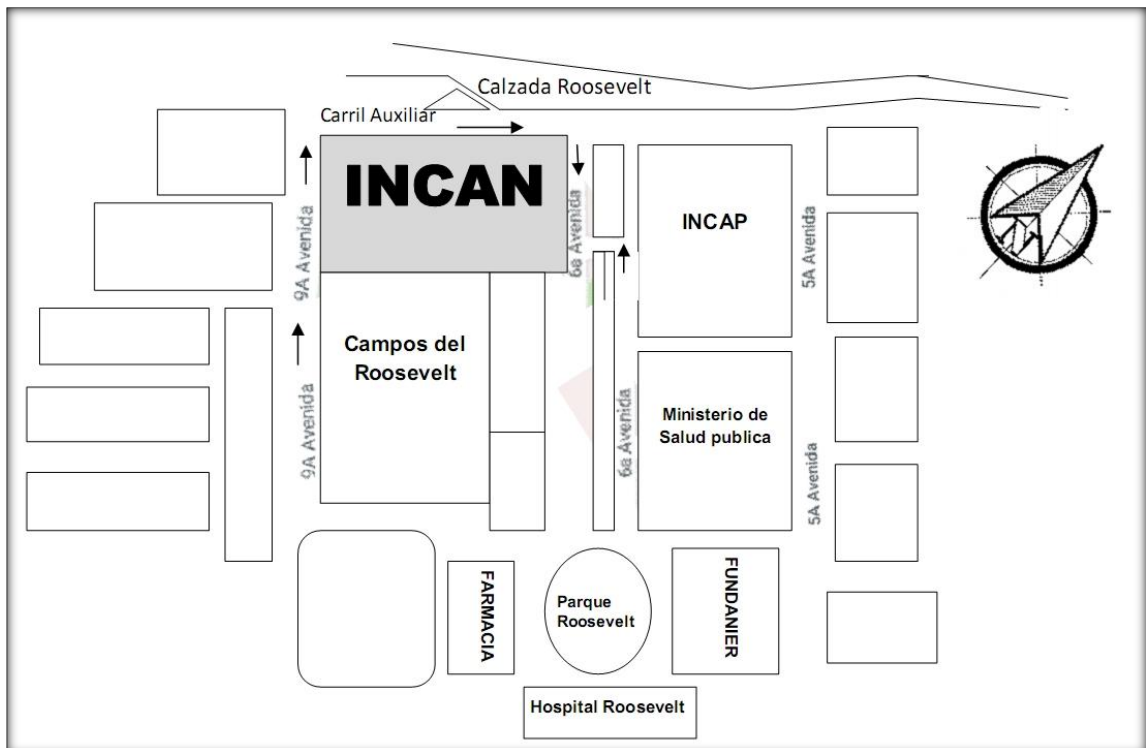 Calzada Roosevelt
Carril Auxiliar
INCAN
9A Avenida
6a Avenida
INCAP
5A Avenida
Campos del
Roosevelt
9A Avenida
6a Avenida
Ministerio de
Salud publica
5A Avenida
FARMACIA
Parque
Roosevelt
FUNDANIER
Hospital Roosevelt